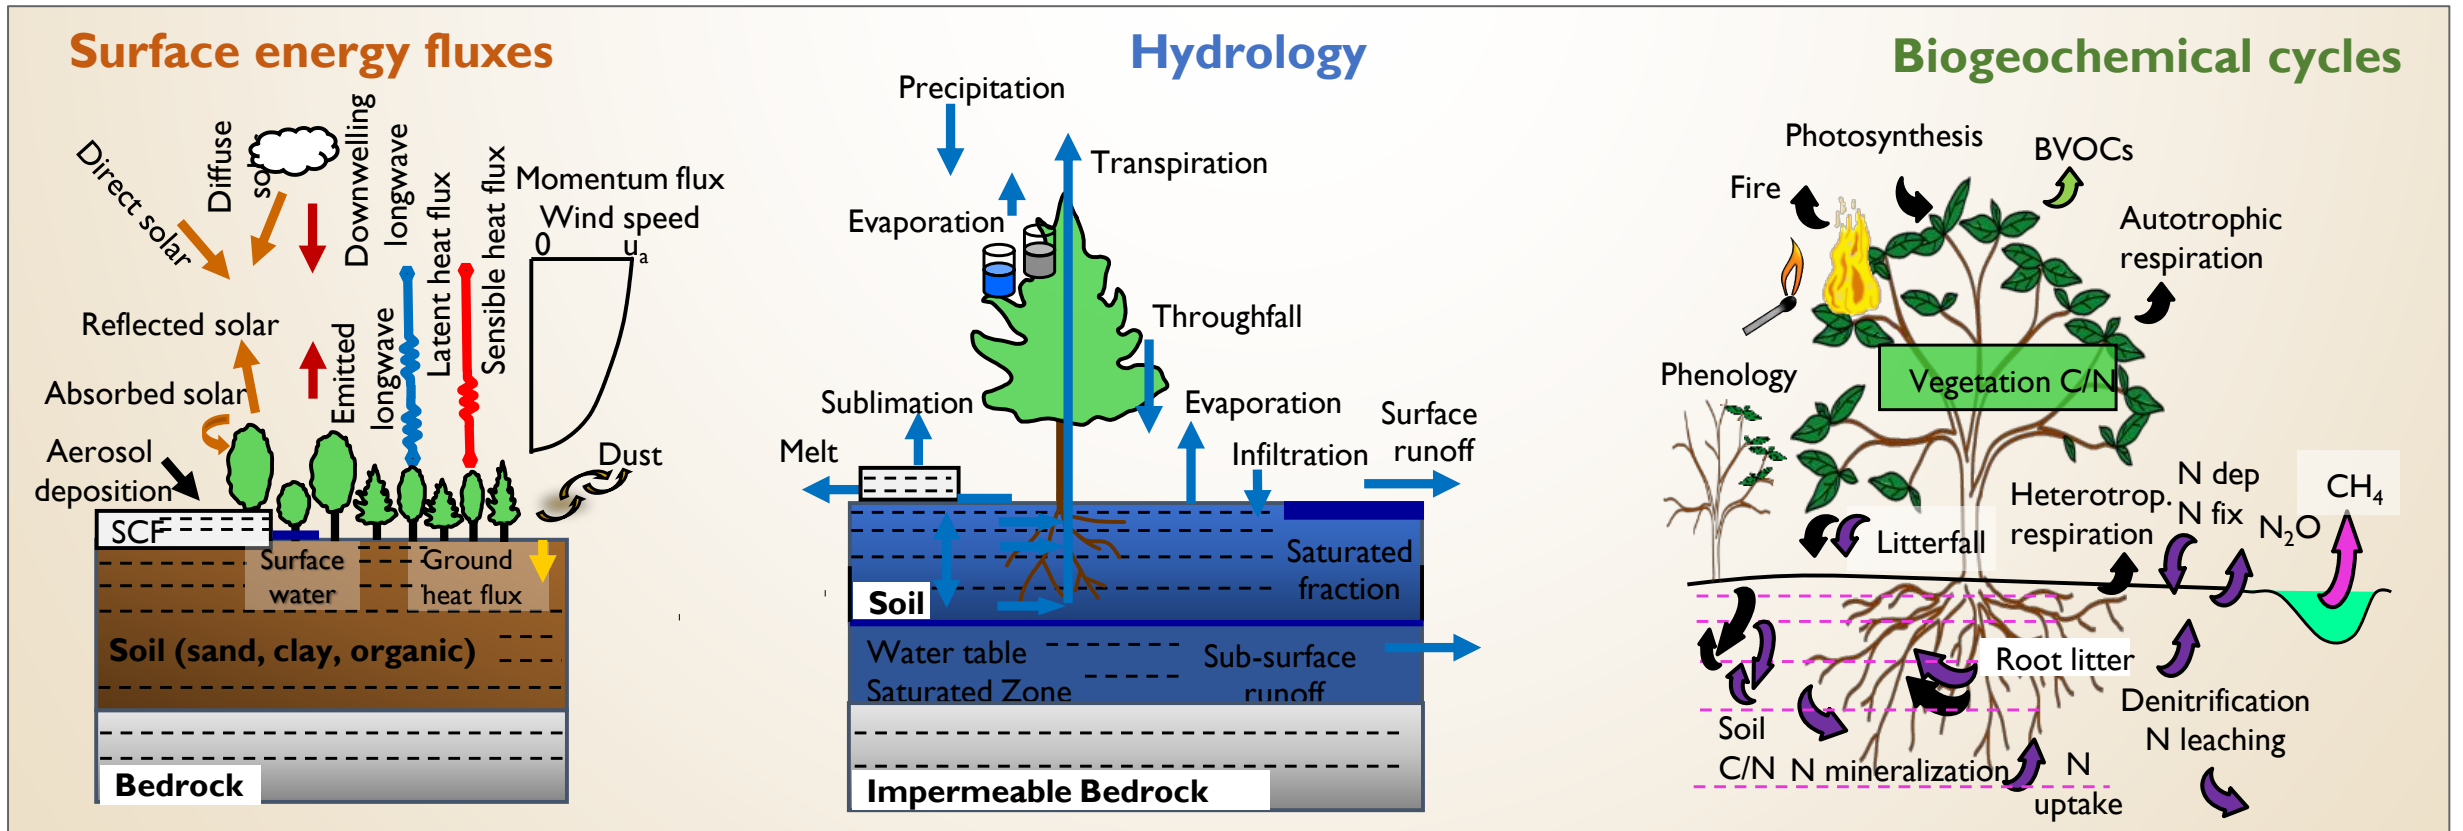 Surface energy fluxes
Direct solar
Diffuse
Downwelling
longwave
Latent heat flux
Sensible heat flux
Momentum flux
Wind speed
0
ua
Reflected solar
Absorbed solar
Emitted
longwave
Aerosol
deposition
Dust
SCF
Surface
water
Ground
heat flux
Soil (sand, clay, organic)
Bedrock
Hydrology
Precipitation
Transpiration
Evaporation
Throughfall
Sublimation
Evaporation
Melt
Infiltration
Surface
runoff
Saturated
fraction
Soil
Water table
Saturated Zone
Sub-surface
runoff
Impermeable Bedrock
Biogeochemical cycles
Photosynthesis
BVOCs
Fire
Autotrophic
respiration
Phenology
Vegetation C/N
Heterotrop.
respiration
N dep
N fix
N2O
CH4
Litterfall
Root litter
Soil
C/N
N mineralization
N
uptake
Denitrification
N leaching